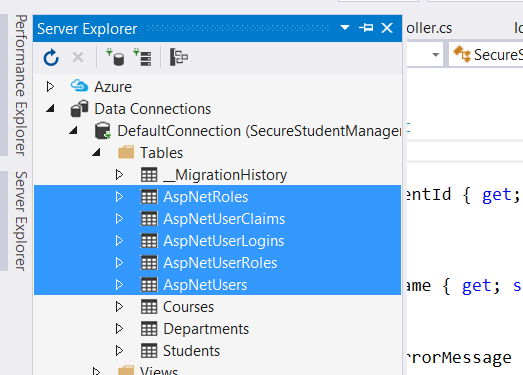 Performance Explorer
Server Explorer
Server Explorer
Azure
Data Connections
DefaultConnection (SecureStudentManager
Tables
__MigrationHistory
AspNetRoles
AspNetUserClaims
AspNetUserLogins
AspNetUserRoles
AspNetUsers
Courses
Departments
Students
Views
oller.cs
SecureS
entId { get;
ame { get; s
rrorMessage